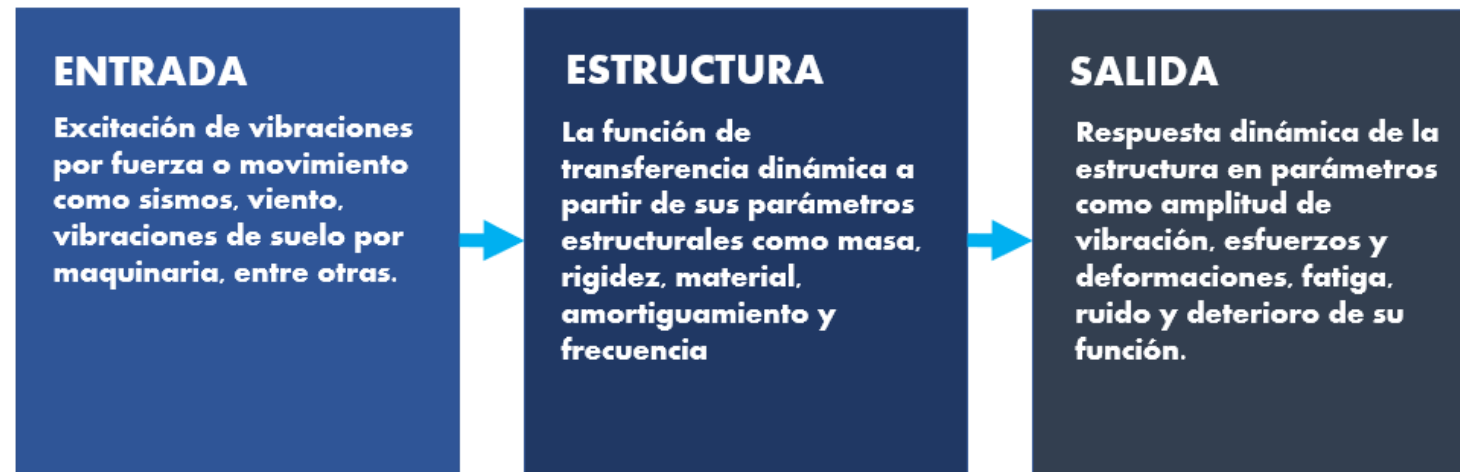 ENTRADA
Excitación de vibraciones
por fuerza o movimiento
como sismos, viento,
vibraciones de suelo por
maquinaria, entre otras.
ESTRUCTURA
La función de
transferencia dinámica a
partir de sus parámetros
estructurales como masa,
rigidez, material,
amortiguamiento y
frecuencia
SALIDA
Respuesta dinámica de la
estructura en parámetros
como amplitud de
vibración, esfuerzos y
deformaciones, fatiga,
ruido y deterioro de su
función.